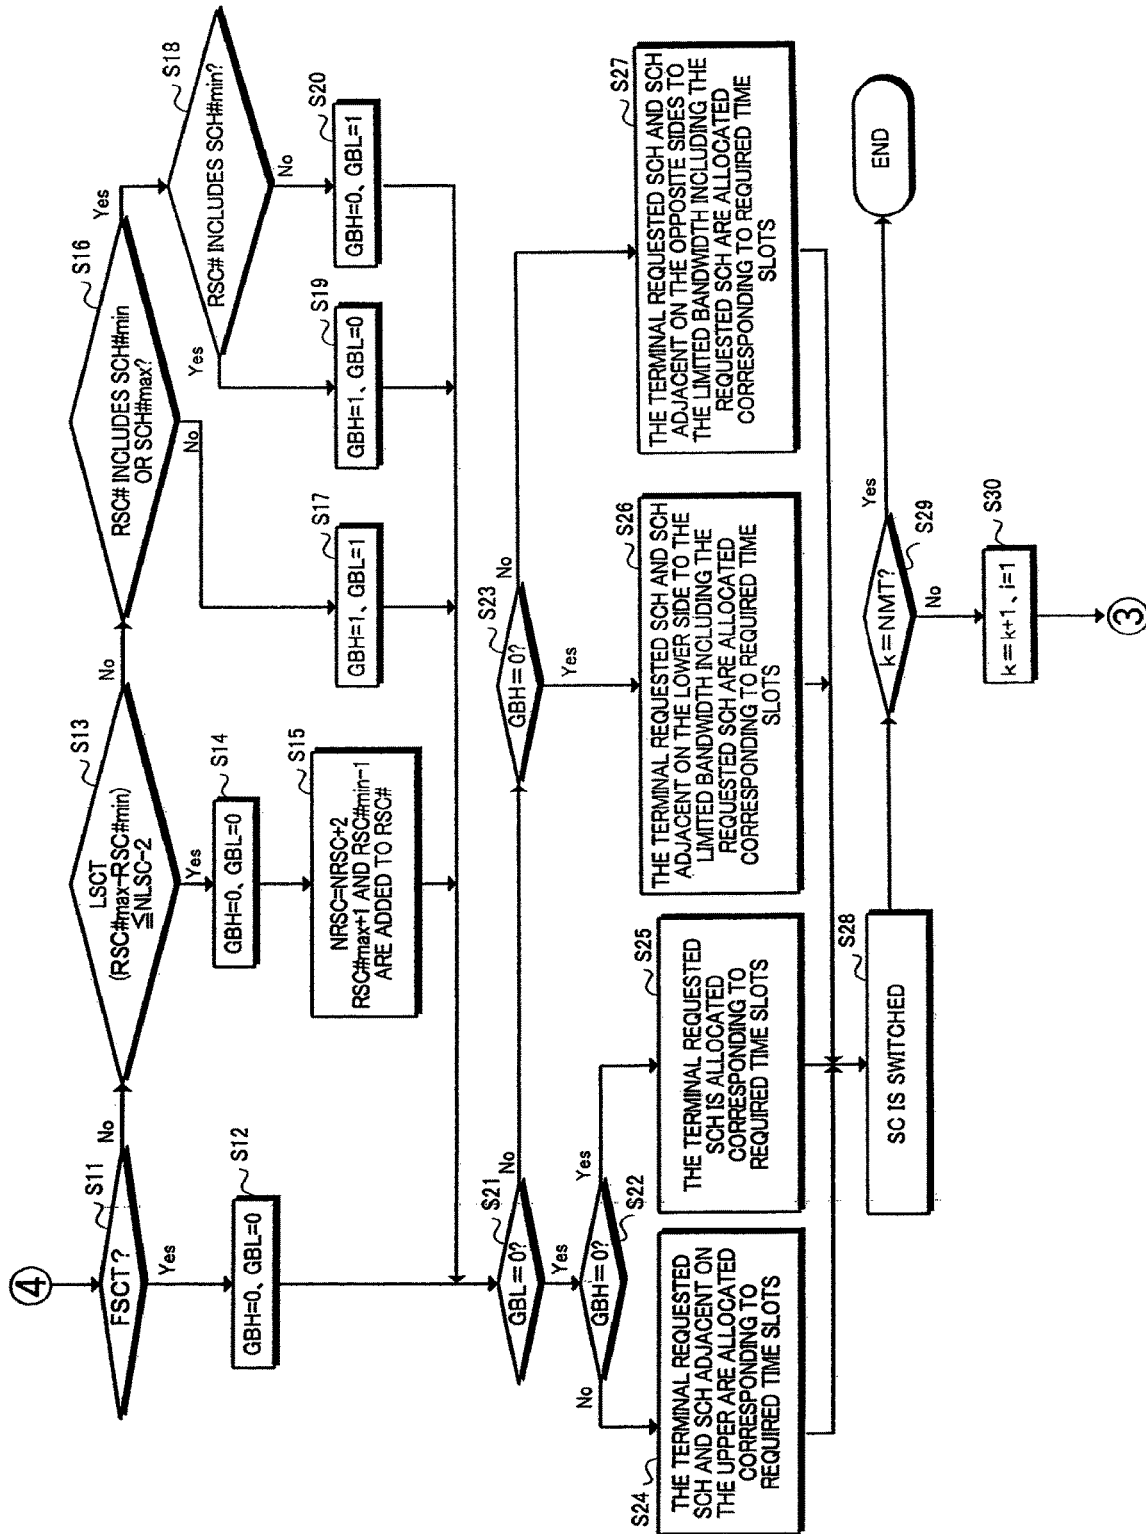 ④
S11
FSCT ?
No
Yes
S12
GBH=0、GBL=0
S13
LSCT
(RSC#max-RSC#min)
≦NLSC-2
No
Yes
S14
GBH=0、GBL=0
S15
NRSC=NRSC+2
RSC#max+1 AND RSC#min-1
ARE ADDED TO RSC#
S16
RSC# INCLUDES SCH#min
OR SCH#max?
Yes
No
S17
GBH=1、GBL=1
S18
RSC# INCLUDES SCH#min?
Yes
No
S19
GBH=1、GBL=0
S20
GBH=0、GBL=1
S21
GBL=0?
No
Yes
S22
GBH=0?
No
Yes
S23
GBH=0?
No
Yes
S24
THE TERMINAL REQUESTED
SCH AND SCH ADJACENT ON
THE UPPER ARE ALLOCATED
CORRESPONDING TO
REQUIRED TIME SLOTS
S25
THE TERMINAL REQUESTED
SCH IS ALLOCATED
CORRESPONDING TO
REQUIRED TIME SLOTS
S26
THE TERMINAL REQUESTED SCH AND SCH
ADJACENT ON THE LOWER SIDE TO THE
LIMITED BANDWIDTH INCLUDING THE
REQUESTED SCH ARE ALLOCATED
CORRESPONDING TO REQUIRED TIME
SLOTS
S27
THE TERMINAL REQUESTED SCH AND SCH
ADJACENT ON THE OPPOSITE SIDES TO
THE LIMITED BANDWIDTH INCLUDING THE
REQUESTED SCH ARE ALLOCATED
CORRESPONDING TO REQUIRED TIME
SLOTS
S28
SC IS SWITCHED
S29
k=NMT?
Yes
No
END
S30
k=k+1、i=1
③